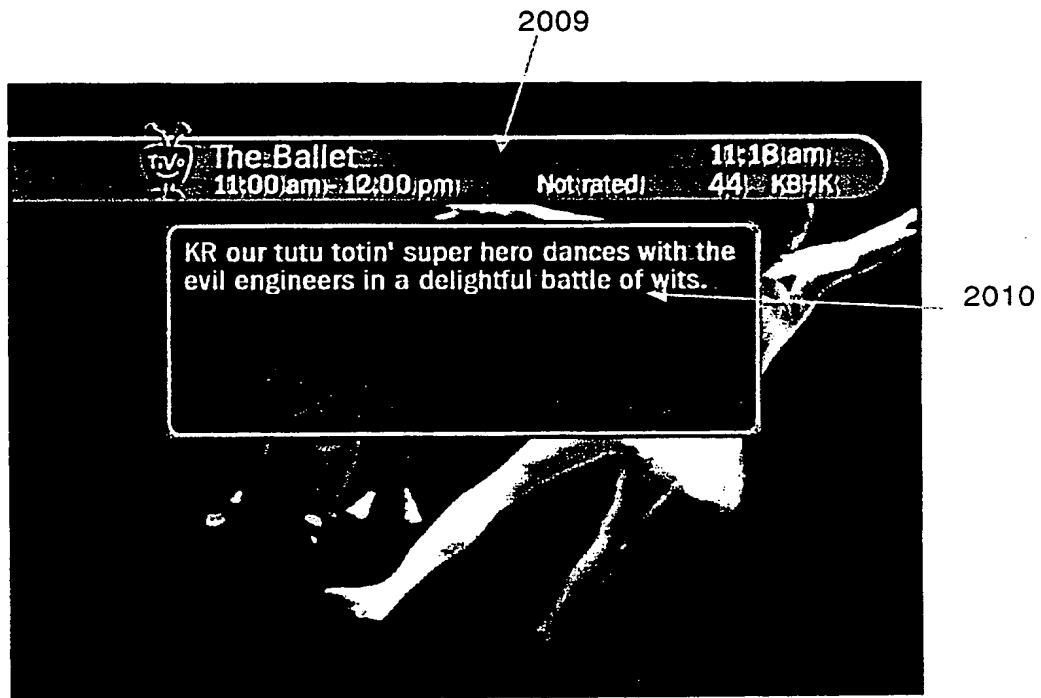 2009
TiVo
The Ballet
11:18 am
11:00 am - 12:00 pm
Not rated
44 KBHK
KR our tutu totin' super hero dances with the
evil engineers in a delightful battle of wits.
2010